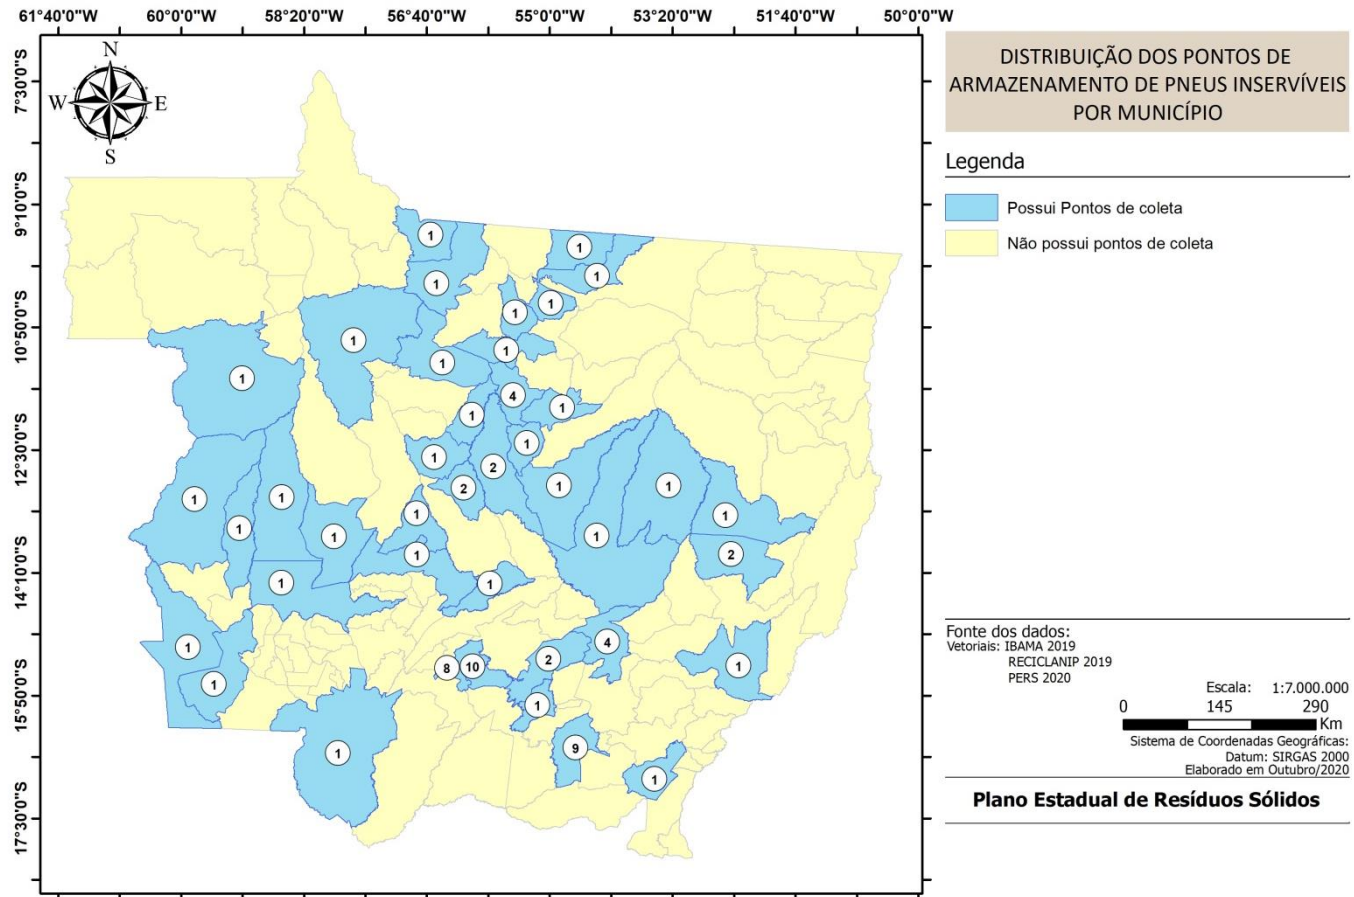 61°40'0"W 60°0'0"W 58°20'0"W 56°40'0"W 55°0'0"W 53°20'0"W 51°40'0"W 50°0'0"W
7°30'0"S
9°10'0"S
10°50'0"S
12°30'0"S
14°10'0"S
15°50'0"S
17°30'0"S
N
W E
S
1
1
1
1
1
1
1
1
1
1
1
4
1
1
1
1
2
2
1
1
1
1
1
1
1
1
1
2
1
1
1
1
1
4
2
8 10
1
1
1
9
1
1
DISTRIBUIÇÃO DOS PONTOS DE
ARMAZENAMENTO DE PNEUS INSERVÍVEIS
POR MUNICÍPIO
Legenda
Possui Pontos de coleta
Não possui pontos de coleta
Fonte dos dados:
Vetoriais: IBAMA 2019
RECICLANIP 2019
PERS 2020
Escala: 1:7.000.000
0 145 290
Km
Sistema de Coordenadas Geográficas:
Datum: SIRGAS 2000
Elaborado em Outubro/2020
Plano Estadual de Resíduos Sólidos